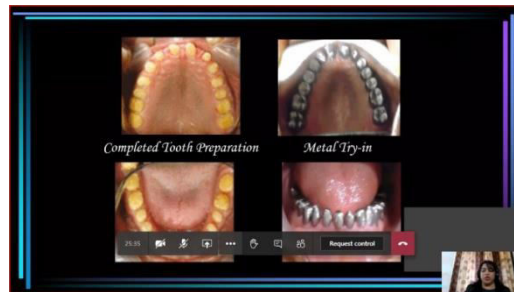 Completed Tooth Preparation
Metal Try-in
25:35
Request control